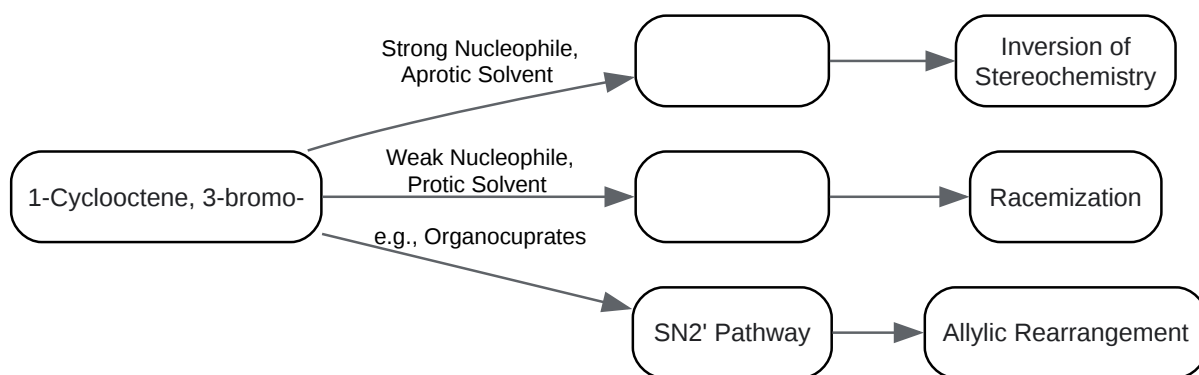 Strong Nucleophile,
Aprotic Solvent
Inversion of
Stereochemistry
Weak Nucleophile,
Protic Solvent
1-Cyclooctene, 3-bromo-
Racemization
e.g., Organocuprates
SN2' Pathway
Allylic Rearrangement